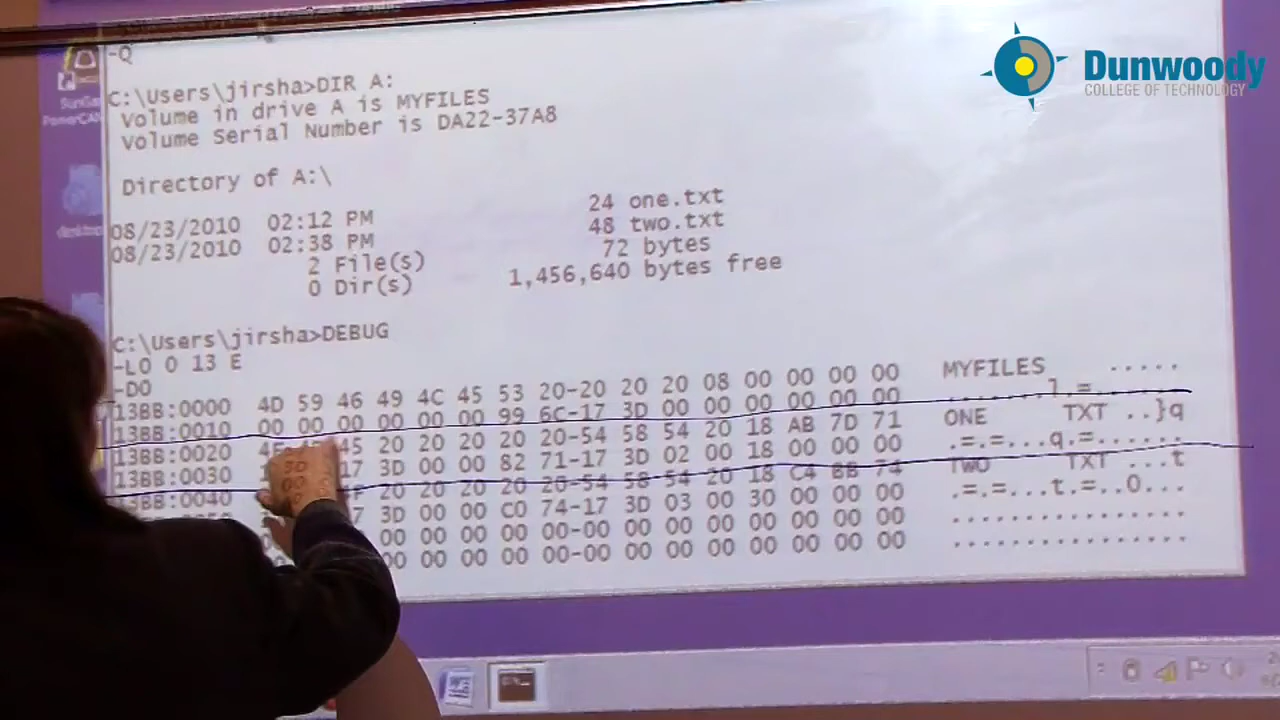 -Q
C:\Users\jirsha>DIR A:
Volume in drive A is MYFILES
Volume Serial Number is DA22-37A8
Directory of A:\
08/23/2010 02:12 PM 24 one.txt
08/23/2010 02:38 PM 48 two.txt
2 File(s) 72 bytes
0 Dir(s) 1,456,640 bytes free
C:\Users\jirsha>DEBUG
-L0 0 13 E
-D0
13BB:0000 4D 59 46 49 4C 45 53 20-20 20 20 08 00 00 00 00 MYFILES .....
13BB:0010 00 00 00 00 00 00 99 6C-17 3D 00 00 00 00 00 00 .......l.=......
13BB:0020 45 20 20 20 20 20-54 58 54 20 18 AB 7D 71 ONE TXT ..}q
13BB:0030 17 3D 00 00 82 71-17 3D 02 00 18 00 00 00 .=.=...q.=......
13BB:0040 20 20 20 20 20-54 58 54 20 18 C4 BB 74 TWO TXT ...t
3D 00 00 C0 74-17 3D 03 00 30 00 00 00 .=.=...t.=..0...
00 00 00 00 00-00 00 00 00 00 00 00 00 ................
00 00 00 00 00-00 00 00 00 00 00 00 00 ................
Dunwoody
COLLEGE OF TECHNOLOGY